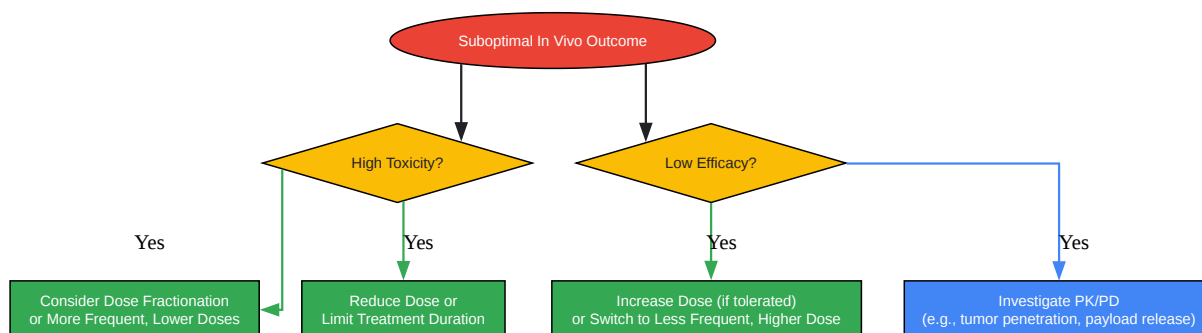 Suboptimal In Vivo Outcome
High Toxicity?
Low Efficacy?
Yes
Yes
Yes
Yes
Consider Dose Fractionation
or More Frequent, Lower Doses
Reduce Dose or
Limit Treatment Duration
Increase Dose (if tolerated)
or Switch to Less Frequent, Higher Dose
Investigate PK/PD
(e.g., tumor penetration, payload release)